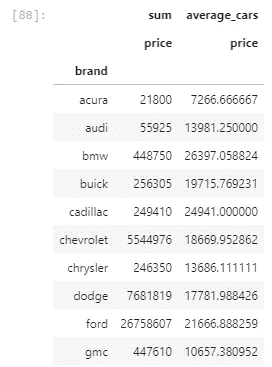 [88]:
sum average_cars
price price
brand
acura 21800 7266.666667
audi 55925 13981.250000
bmw 448750 26397.058824
buick 256305 19715.769231
cadillac 249410 24941.000000
chevrolet 5544976 18669.952862
chrysler 246350 13686.111111
dodge 7681819 17781.988426
ford 26758607 21666.888259
gmc 447610 10657.380952